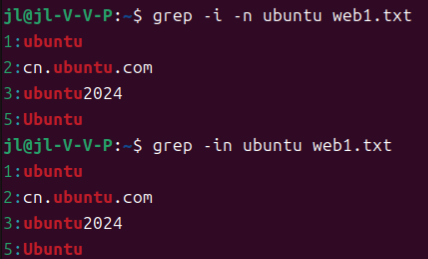 jl@jl-V-V-P:~$ grep -i -n ubuntu web1.txt
1:ubuntu
2:cn.ubuntu.com
3:ubuntu2024
5:Ubuntu
jl@jl-V-V-P:~$ grep -in ubuntu web1.txt
1:ubuntu
2:cn.ubuntu.com
3:ubuntu2024
5:Ubuntu